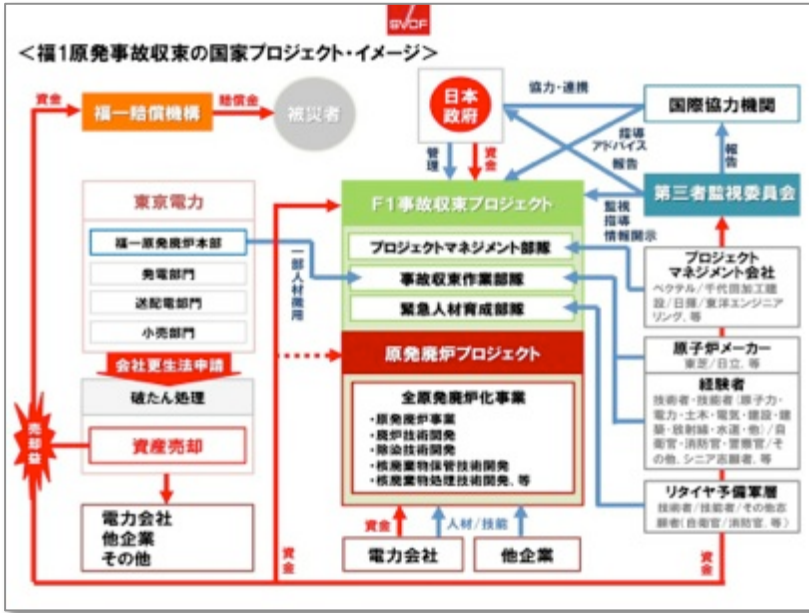 SVCF
＜福1原発事故収束の国家プロジェクト・イメージ＞
資金
福一賠償機構
賠償金
被災者
日本
政府
協力・連携
国際協力機関
管理
資金
指導
アドバイス
報告
報告
第三者監視委員会
監視
指導
情報開示
東京電力
福一原発廃炉本部
発電部門
送配電部門
小売部門
一部人材徴用
会社更生法申請
破たん処理
資産売却
売却益
電力会社
他企業
その他
F1事故収束プロジェクト
プロジェクトマネジメント部隊
事故収束作業部隊
緊急人材育成部隊
原発廃炉プロジェクト
全原発廃炉化事業
・原発廃炉事業
・廃炉技術開発
・除染技術開発
・核廃棄物保管技術開発
・核廃棄物処理技術開発、等
資金
人材/技能
電力会社
他企業
プロジェクト
マネジメント会社
ベクテル/千代田加工建
設/日揮/東洋エンジニア
リング、等
原子炉メーカー
東芝/日立、等
経験者
技術者・技能者(原子力・
電力・土木・電気・建設・建
築・放射線・水道・他)/自
衛官・消防官・警察官/そ
の他、シニア志願者、等
リタイヤ予備軍層
技術者/技能者/その他志
願者(自衛官/消防官、等)
資金
資金